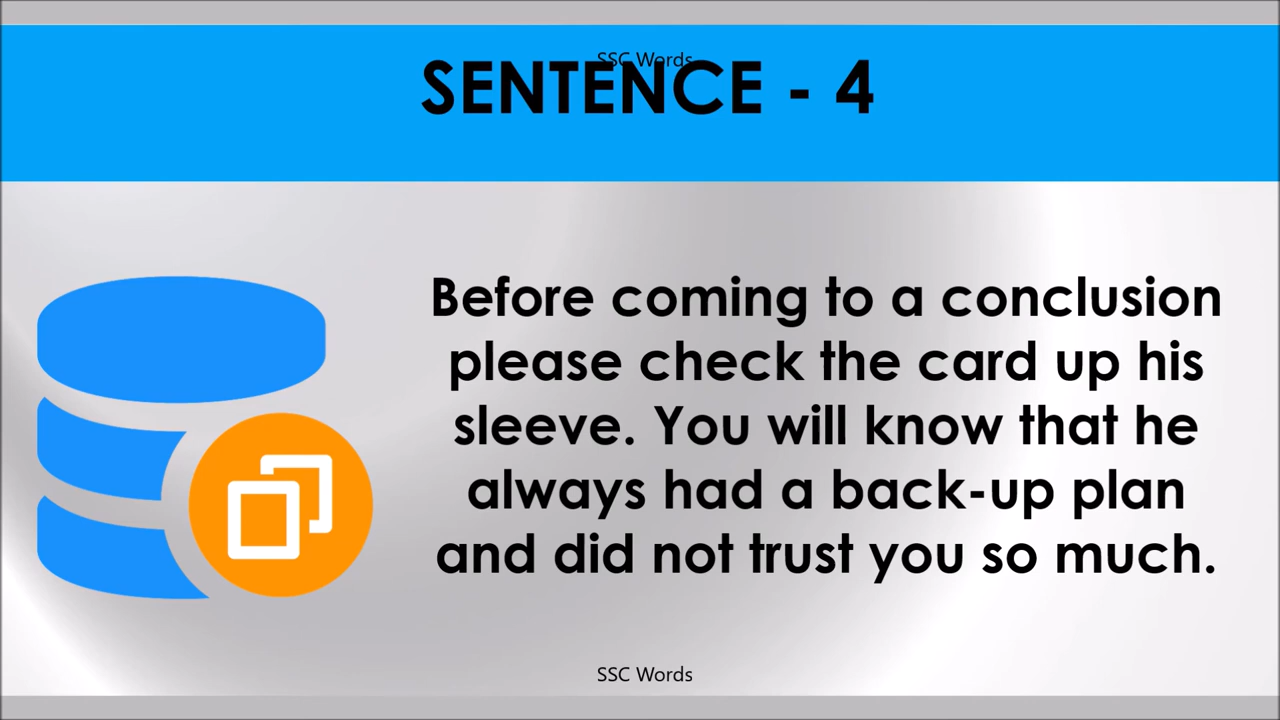 SSC Words
SENTENCE - 4
Before coming to a conclusion
please check the card up his
sleeve. You will know that he
always had a back-up plan
and did not trust you so much.
SSC Words